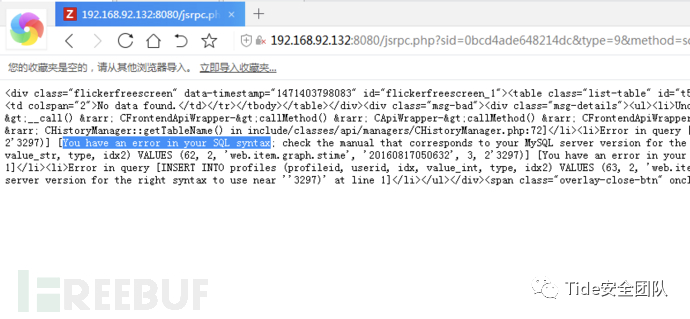 Z 192.168.92.132:8080/jsrpc.ph
192.168.92.132:8080/jsrpc.php?sid=0bcd4ade648214dc&type=9&method=sc
您的收藏夹是空的，请从其他浏览器导入。 立即导入收藏夹...
<div class="flickerfreescreen" data-timestamp="1471403798083" id="flickerfreescreen_1"><table class="list-table" id="t5
<td colspan="2">No data found.</td></tr></tbody></table></div><div class="msg-bad"><div class="msg-details"><ul><li>Und
&gt;__call() &rarr; CFrontendApiWrapper-&gt;callMethod() &rarr; CApiWrapper-&gt;callMethod() &rarr; CFrontendApiWrapper
&rarr; CHistoryManager::getTableName() in include/classes/api/managers/CHistoryManager.php:72]</li><li>Error in query [
2'3297)] [You have an error in your SQL syntax; check the manual that corresponds to your MySQL server version for the
value_str, type, idx2) VALUES (62, 2, 'web.item.graph.stime', '20160817050632', 3, 2'3297)] [You have an error in your
1]</li><li>Error in query [INSERT INTO profiles (profileid, userid, idx, value_int, type, idx2) VALUES (63, 2, 'web.ite
server version for the right syntax to use near ''3297)' at line 1]</li></ul></div><span class="overlay-close-btn" oncl
FREEBUF
Tide安全团队